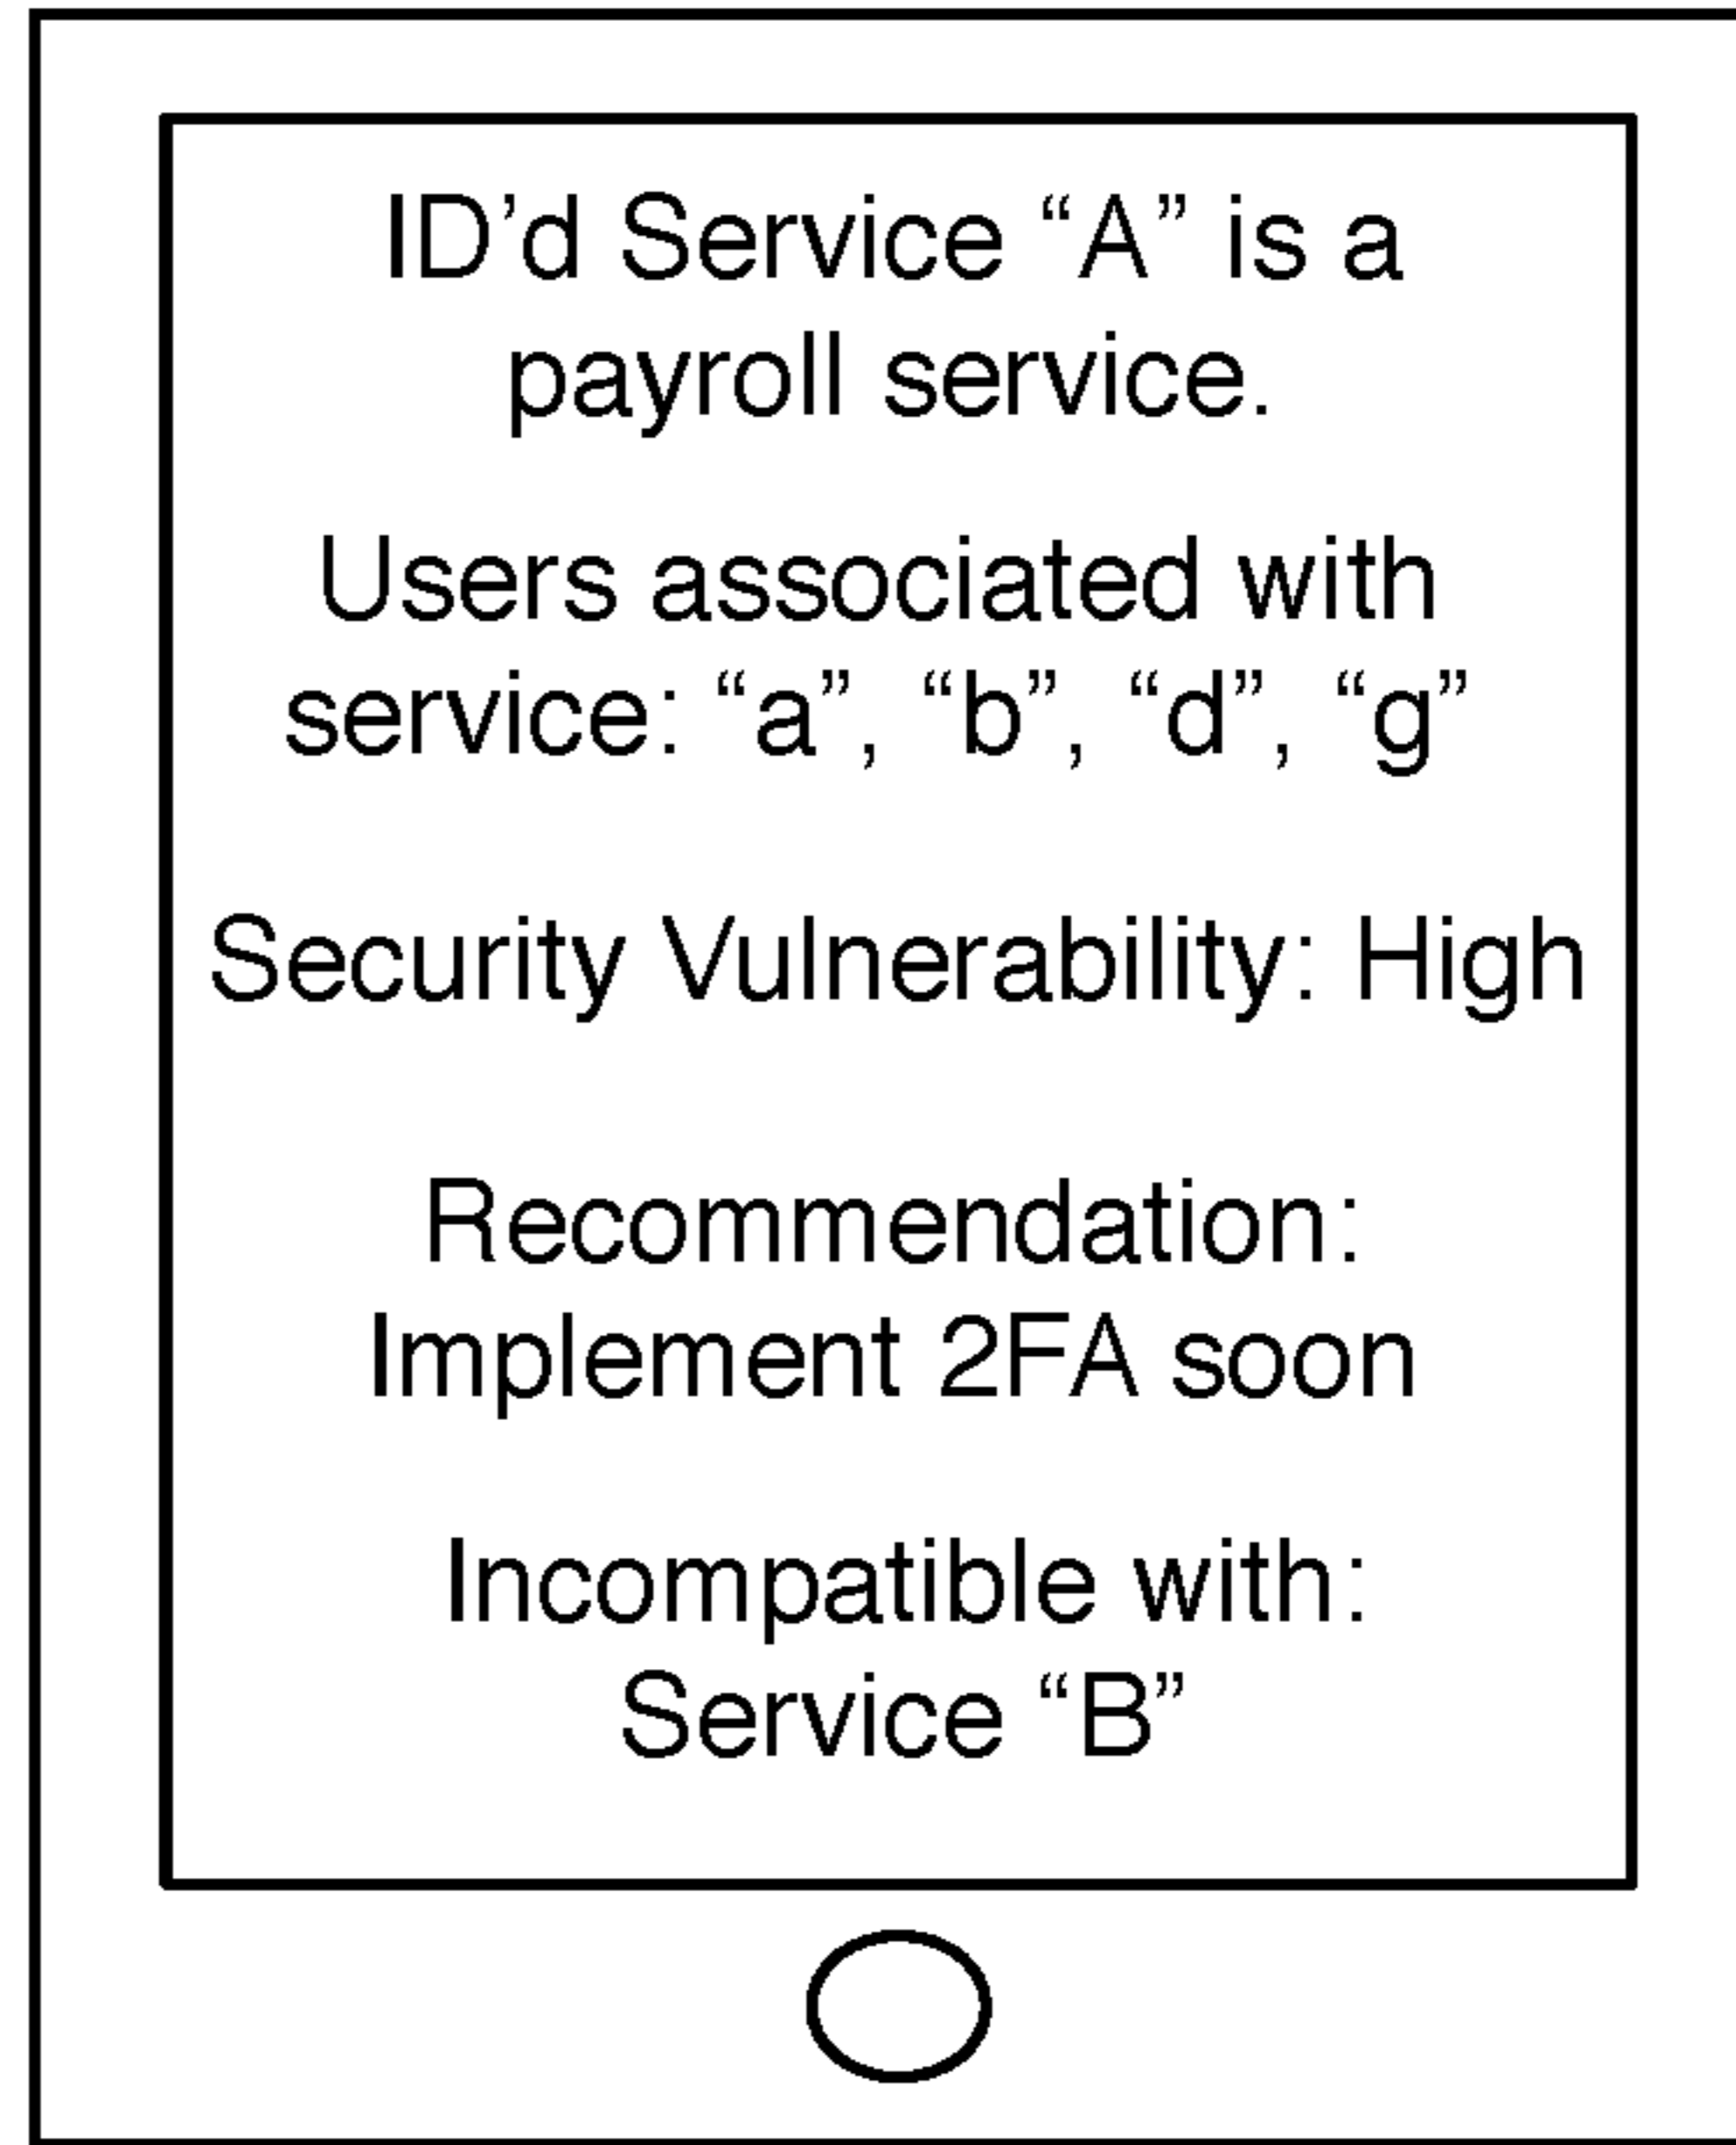 ID’d Service “A” is a
payroll service.
Users associated with
service: “a”, “b”, “d”, “g”
Security Vulnerability: High
Recommendation:
Implement 2FA soon
Incompatible with:
Service “B”